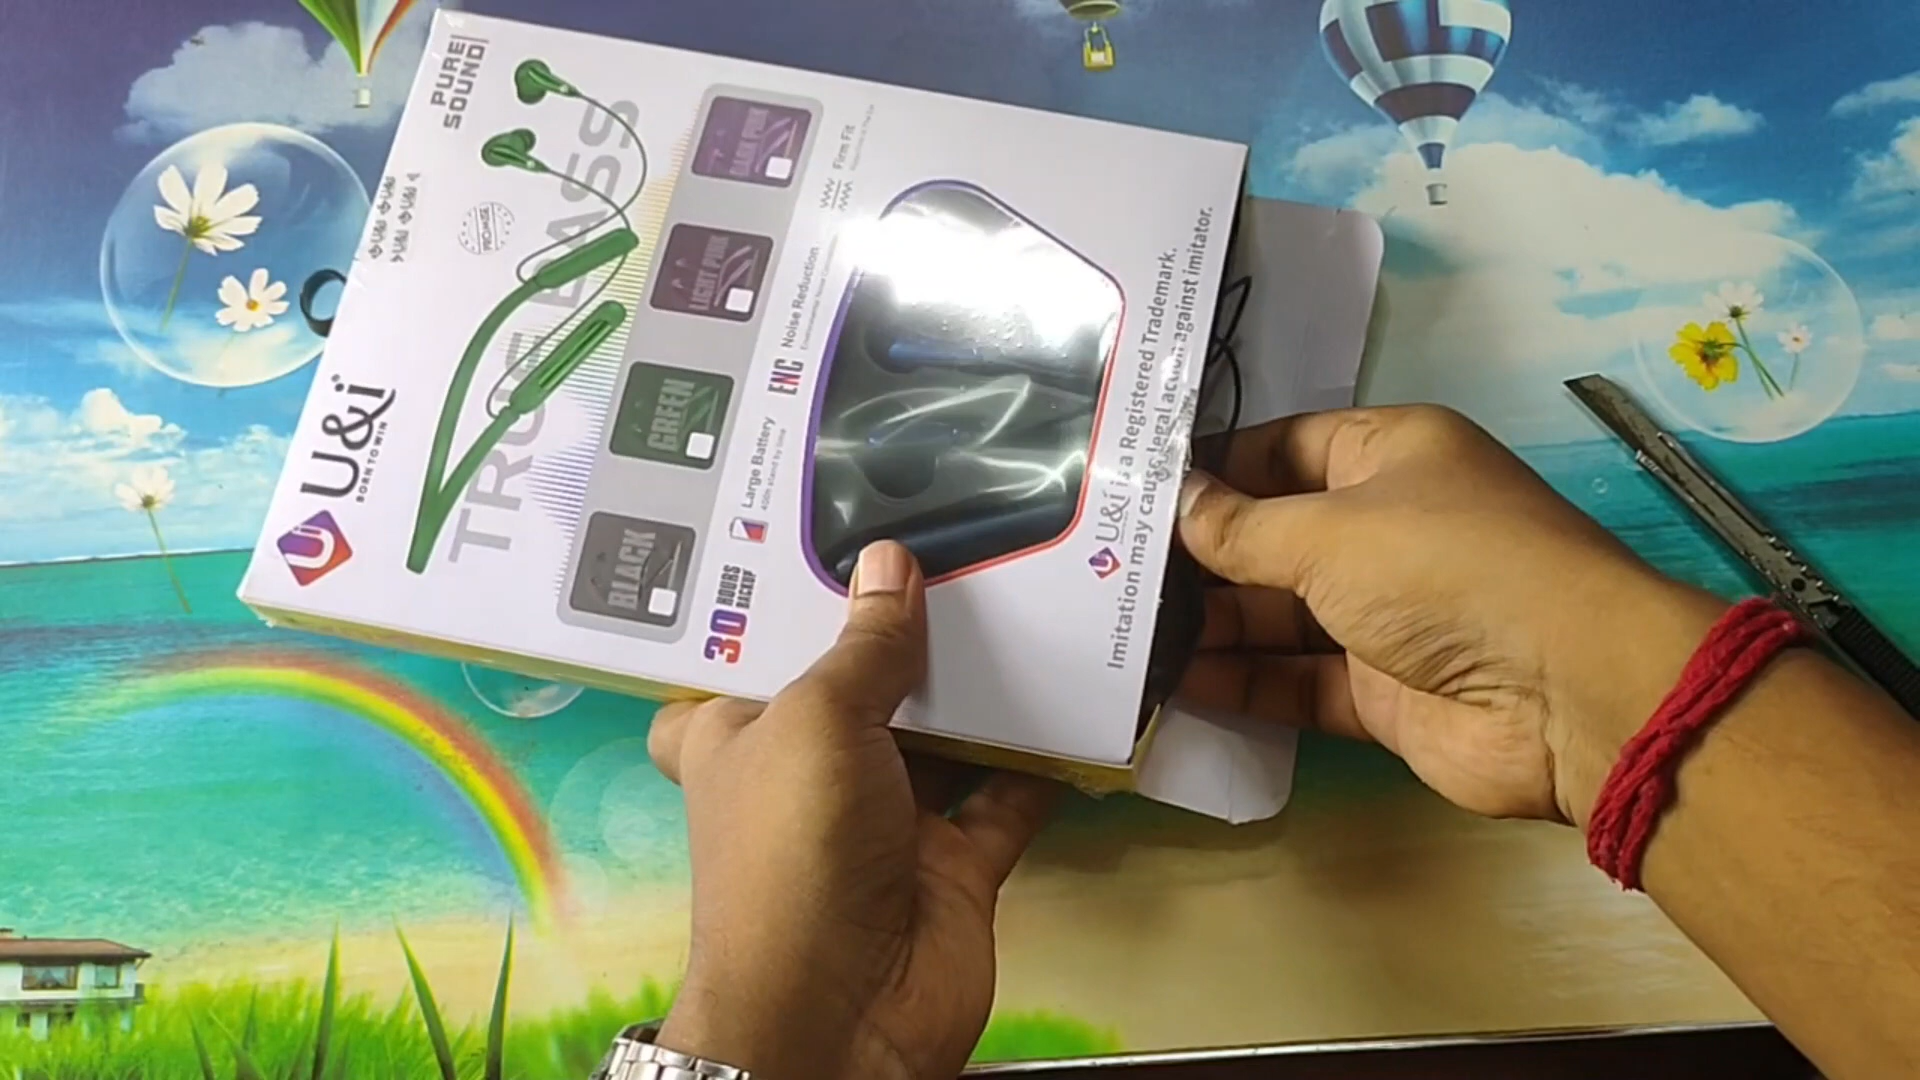 PURE
SOUND
U&i
BORN TO WIN
TRUE BASS
PROMISE
DARK PINK
LIGHT PINK
GREEN
BLACK
Firm Fit
ENC Noise Reduction
Large Battery
30 HOURS
BACKUP
U&i is a Registered Trademark.
Imitation may cause legal action against imitator.